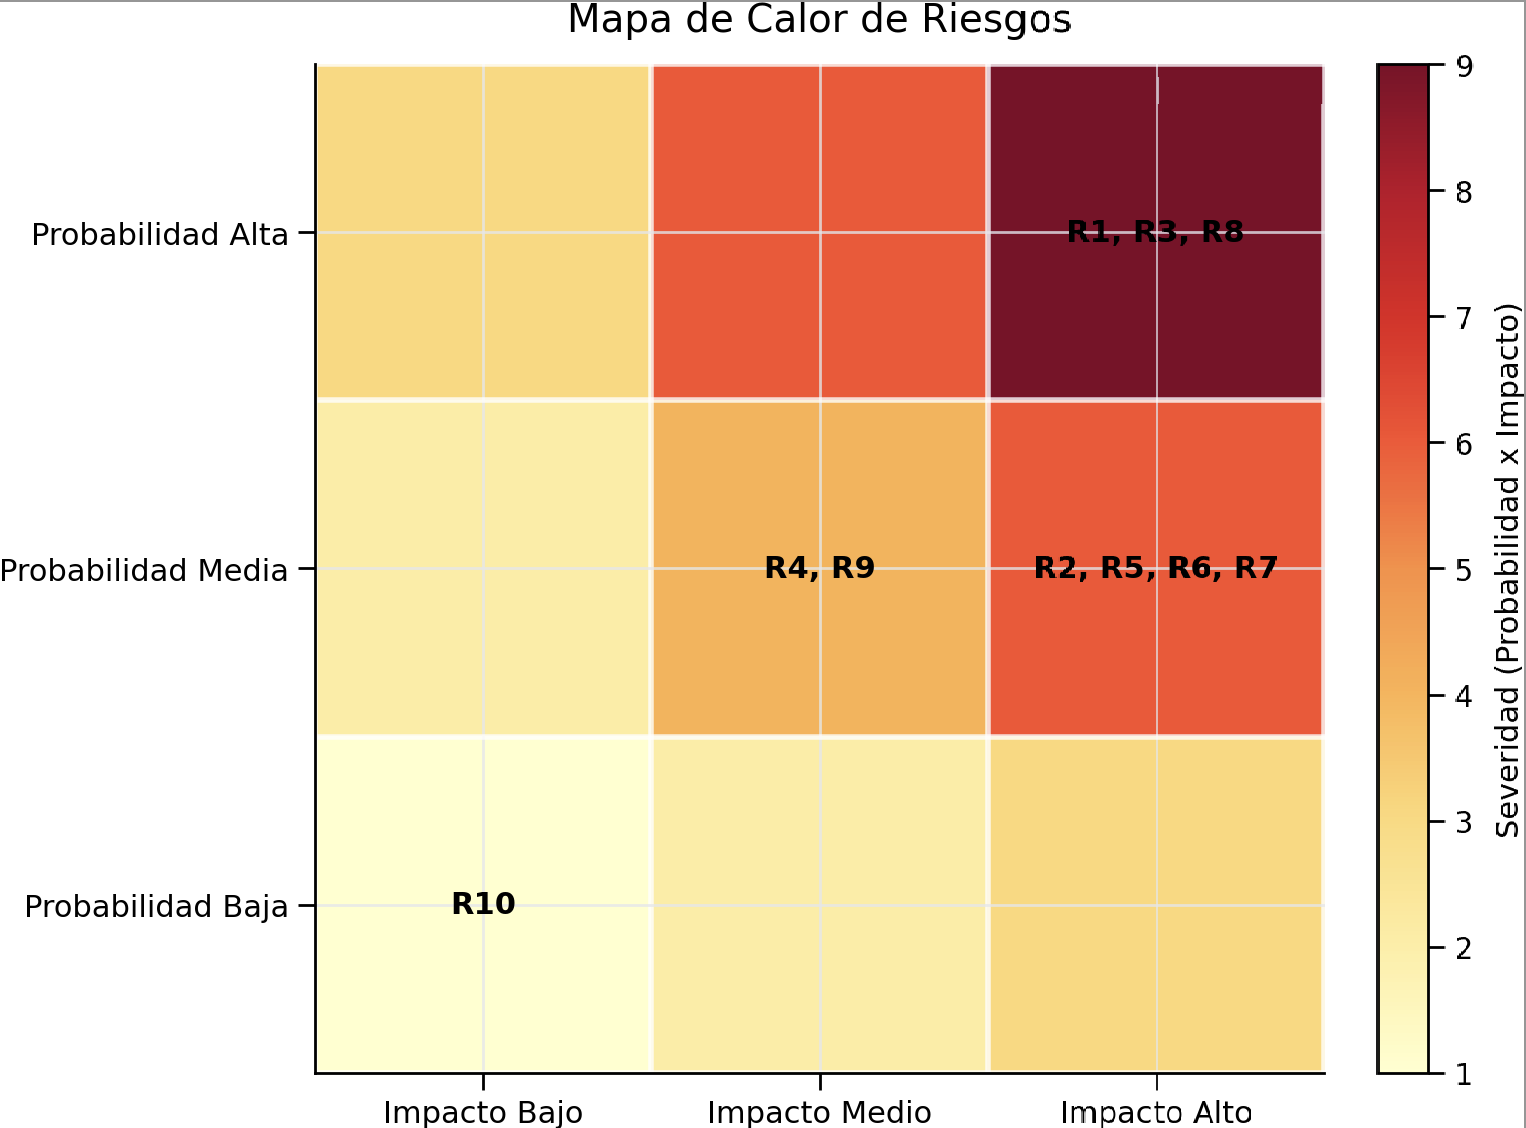 Mapa de Calor de Riesgos
Probabilidad Alta
R1, R3, R8
Probabilidad Media
R4, R9
R2, R5, R6, R7
Probabilidad Baja
R10
Impacto Bajo
Impacto Medio
Impacto Alto
9
8
7
6
5
4
3
2
1
Severidad (Probabilidad x Impacto)